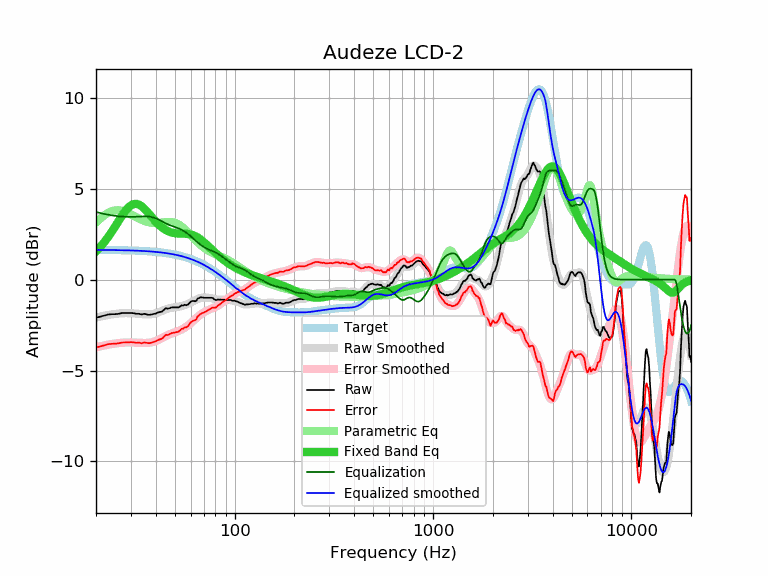 Audeze LCD-2
10
5
0
−5
−10
Amplitude (dBr)
Target
Raw Smoothed
Error Smoothed
Raw
Error
Parametric Eq
Fixed Band Eq
Equalization
Equalized smoothed
100
1000
10000
Frequency (Hz)